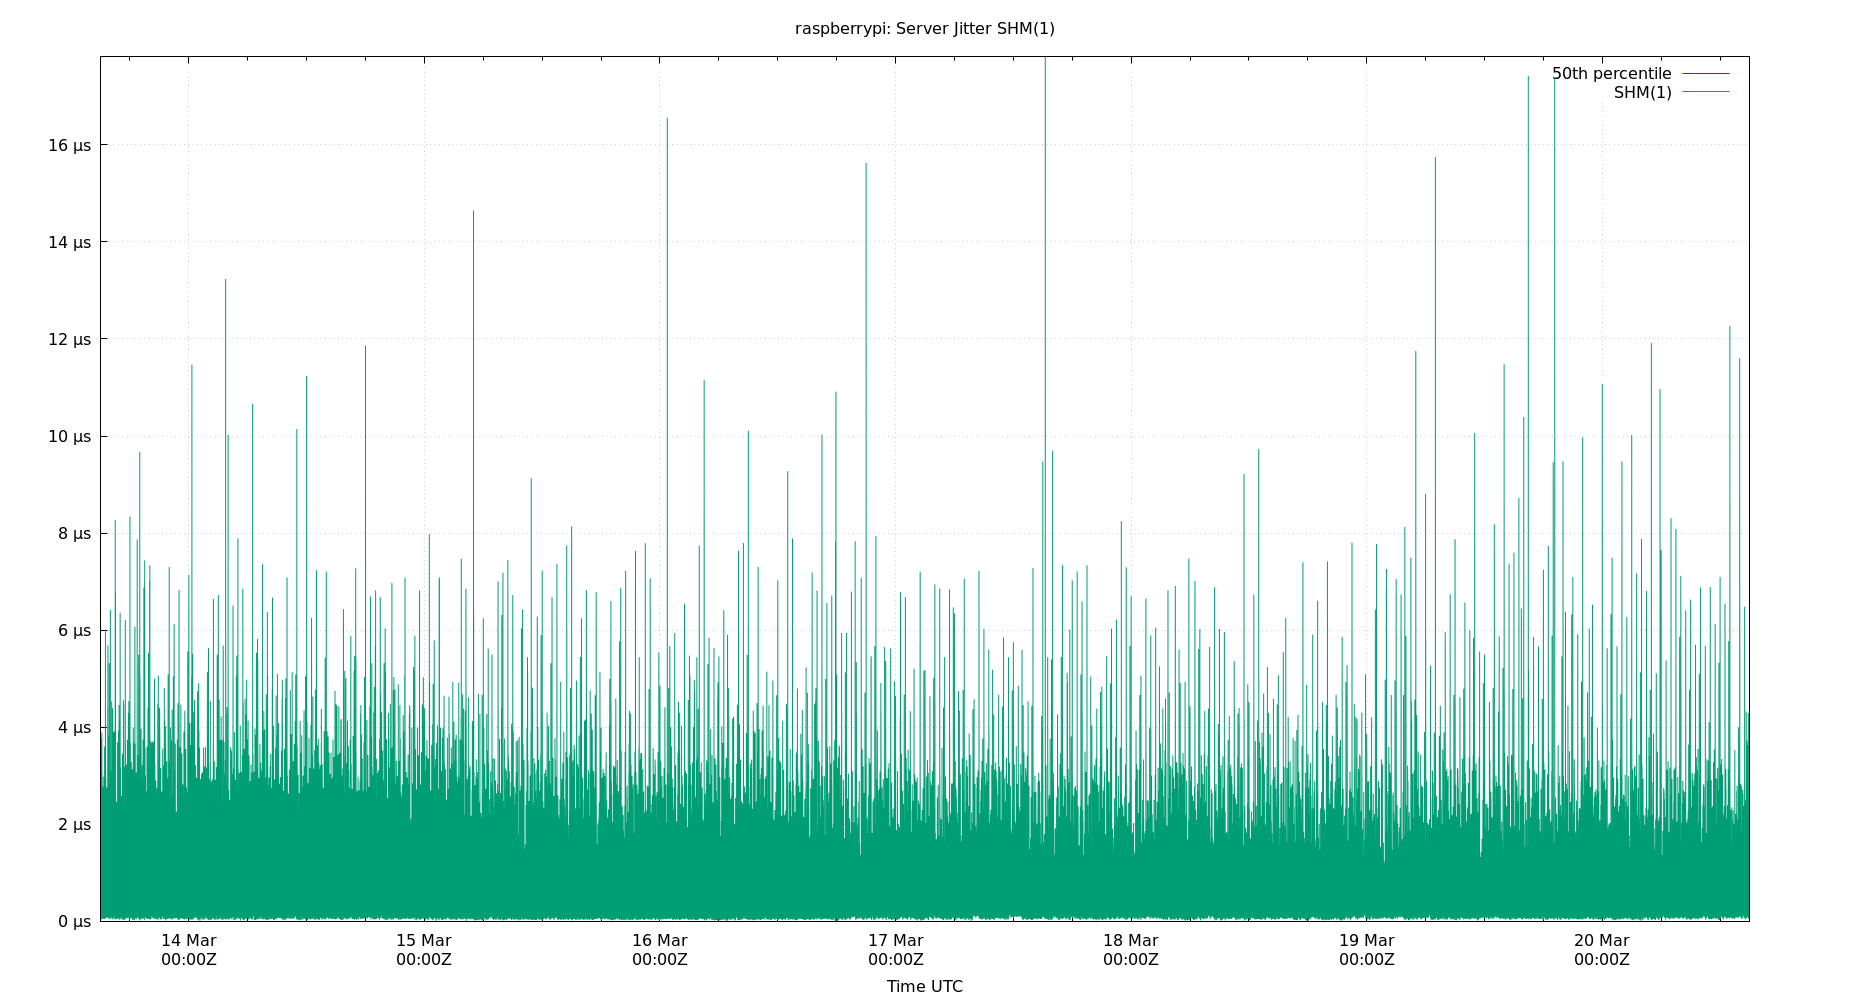 raspberrypi: Server Jitter SHM(1)
50th percentile
SHM(1)
16 µs
14 µs
12 µs
10 µs
8 µs
6 µs
4 µs
2 µs
0 µs
14 Mar 15 Mar 16 Mar 17 Mar 18 Mar 19 Mar 20 Mar
00:00Z 00:00Z 00:00Z 00:00Z 00:00Z 00:00Z 00:00Z
Time UTC